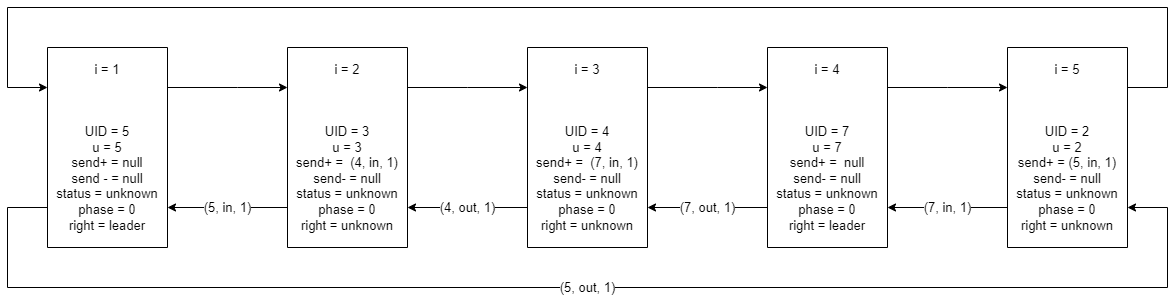 i = 1
UID = 5
u = 5
send+ = null
send - = null
status = unknown
phase = 0
right = leader
(5, in, 1)
i = 2
UID = 3
u = 3
send+ = (4, in, 1)
send- = null
status = unknown
phase = 0
right = unknown
(4, out, 1)
i = 3
UID = 4
u = 4
send+ = (7, in, 1)
send- = null
status = unknown
phase = 0
right = unknown
(7, out, 1)
i = 4
UID = 7
u = 7
send+ = null
send- = null
status = unknown
phase = 0
right = leader
(7, in, 1)
i = 5
UID = 2
u = 2
send+ = (5, in, 1)
send- = null
status = unknown
phase = 0
right = unknown
(5, out, 1)